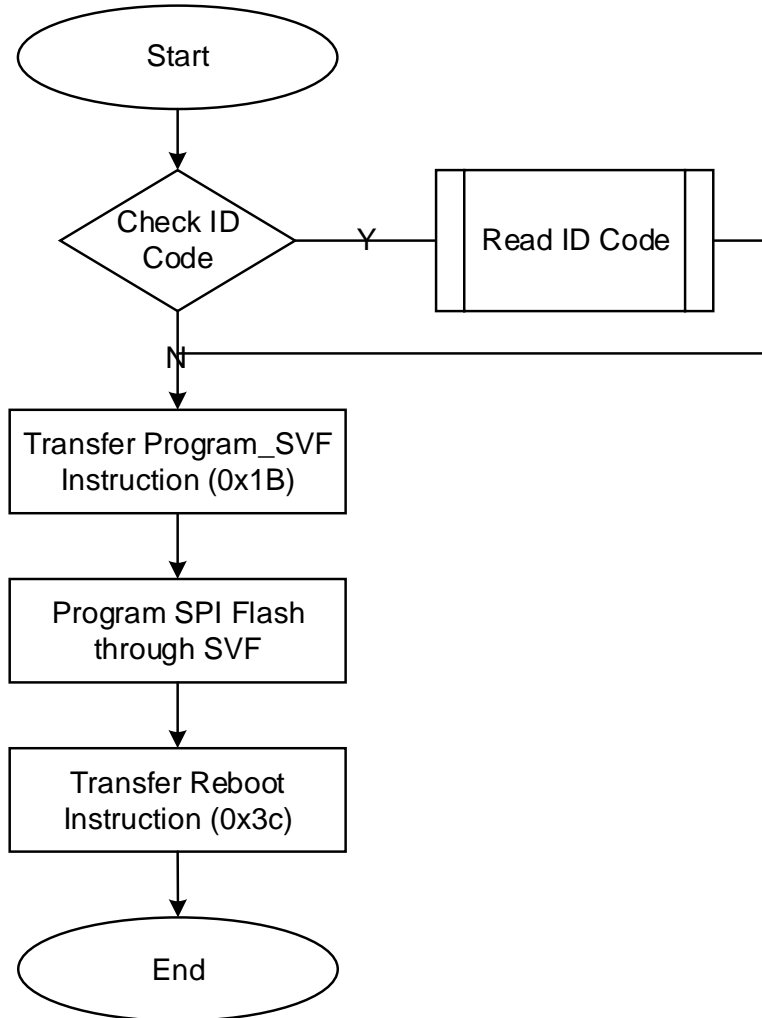 Start
Check ID
Code
Y
Read ID Code
N
Transfer Program_SVF
Instruction (0x1B)
Program SPI Flash
through SVF
Transfer Reboot
Instruction (0x3c)
End